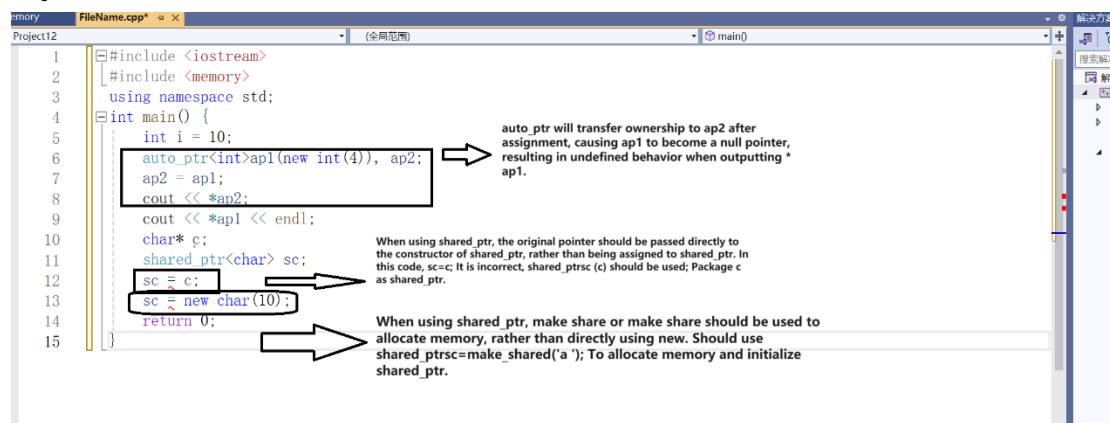 emory FileName.cpp* 解决方案
Project12 (全局范围) main()
搜索解决
1 #include <iostream>
2 #include <memory>
3 using namespace std;
4 int main() {
5 int i = 10;
6 auto_ptr<int>ap1(new int(4)), ap2;
7 ap2 = ap1;
8 cout << *ap2;
9 cout << *ap1 << endl;
10 char* c;
11 shared_ptr<char> sc;
12 sc = c;
13 sc = new char(10);
14 return 0;
15 }
auto_ptr will transfer ownership to ap2 after
assignment, causing ap1 to become a null pointer,
resulting in undefined behavior when outputting *
ap1.
When using shared_ptr, the original pointer should be passed directly to
the constructor of shared_ptr, rather than being assigned to shared_ptr. In
this code, sc=c; It is incorrect, shared_ptrsc (c) should be used; Package c
as shared_ptr.
When using shared_ptr, make share or make share should be used to
allocate memory, rather than directly using new. Should use
shared_ptrsc=make_shared('a '); To allocate memory and initialize
shared_ptr.